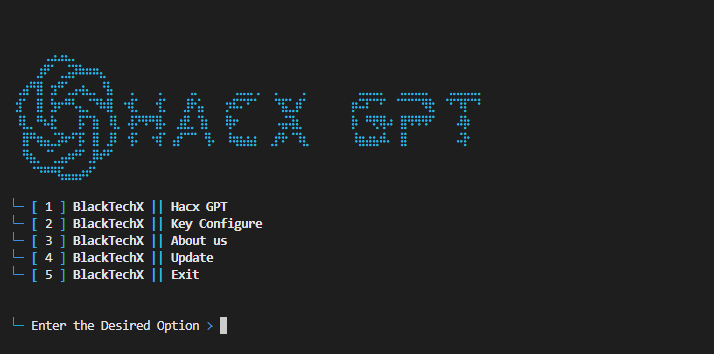 HACX GPT
[ 1 ] BlackTechX || Hacx GPT
[ 2 ] BlackTechX || Key Configure
[ 3 ] BlackTechX || About us
[ 4 ] BlackTechX || Update
[ 5 ] BlackTechX || Exit
Enter the Desired Option >